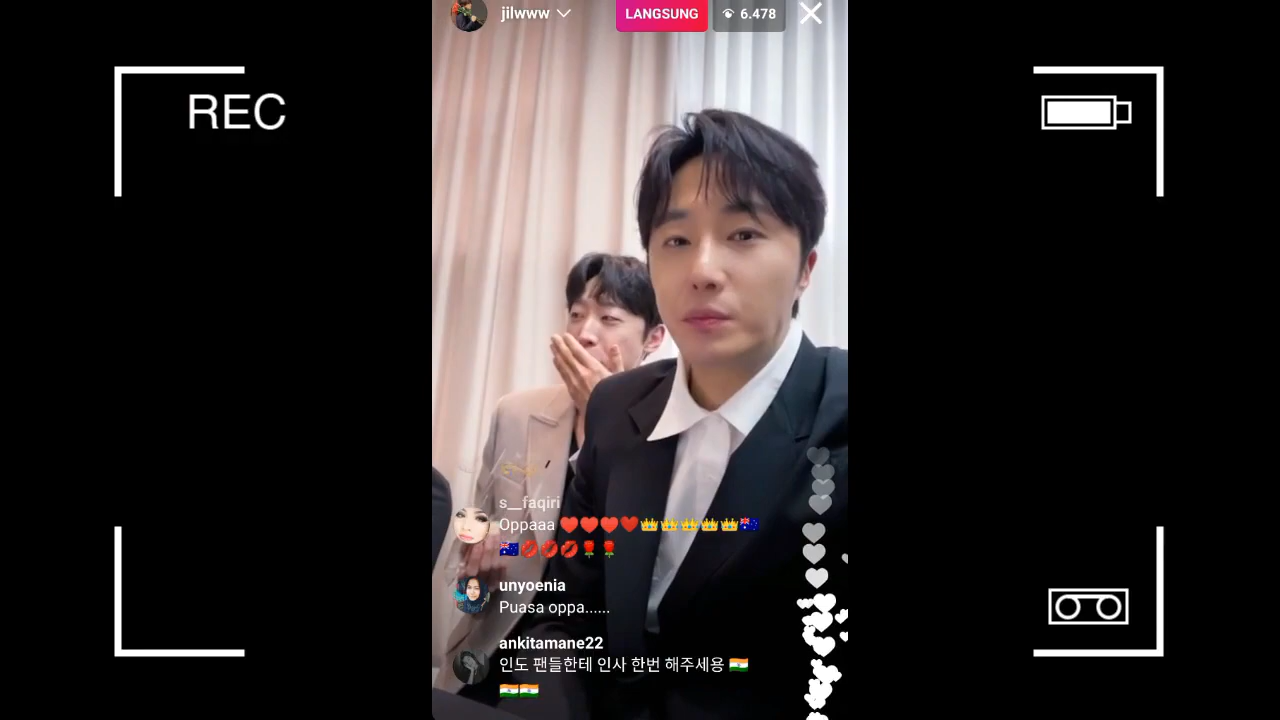 jilwww
LANGSUNG
6.478
REC
s__faqiri
Oppaaa ❤️❤️❤️❤️👑👑👑👑👑🇦🇺
🇦🇺💋💋💋🌹🌹
unyoenia
Puasa oppa......
ankitamane22
인도 팬들한테 인사 한번 해주세용 🇮🇳
🇮🇳🇮🇳